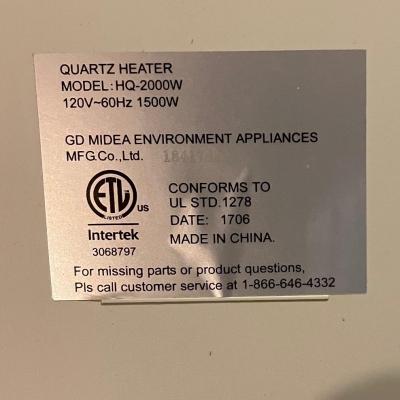 QUARTZ HEATER
MODEL:HQ-2000W
120V~60Hz 1500W
GD MIDEA ENVIRONMENT APPLIANCES
MFG.Co.,Ltd.
ETL
LISTED
US
Intertek
3068797
CONFORMS TO
UL STD.1278
DATE: 1706
MADE IN CHINA.
For missing parts or product questions,
Pls call customer service at 1-866-646-4332